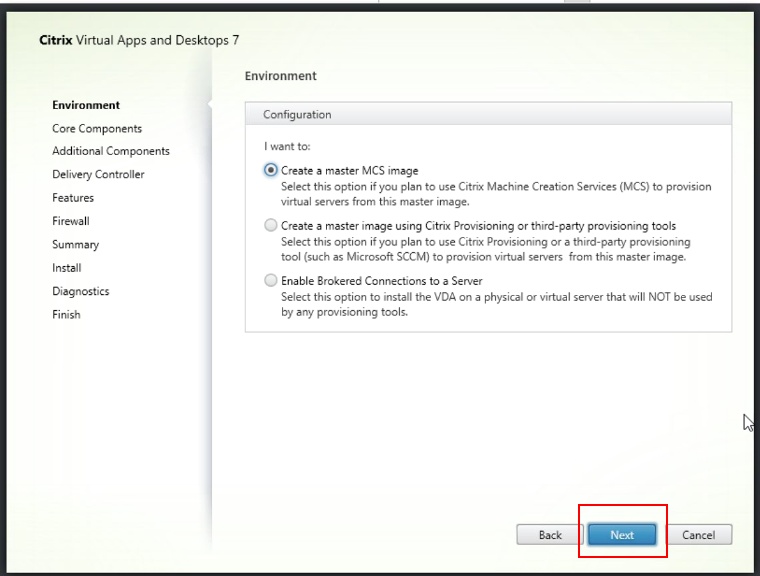 Citrix Virtual Apps and Desktops 7
Environment
Environment
Core Components
Additional Components
Delivery Controller
Features
Firewall
Summary
Install
Diagnostics
Finish
Configuration
I want to:
Create a master MCS image
Select this option if you plan to use Citrix Machine Creation Services (MCS) to provision
virtual servers from this master image.
Create a master image using Citrix Provisioning or third-party provisioning tools
Select this option if you plan to use Citrix Provisioning or a third-party provisioning
tool (such as Microsoft SCCM) to provision virtual servers from this master image.
Enable Brokered Connections to a Server
Select this option to install the VDA on a physical or virtual server that will NOT be used
by any provisioning tools.
Back
Next
Cancel